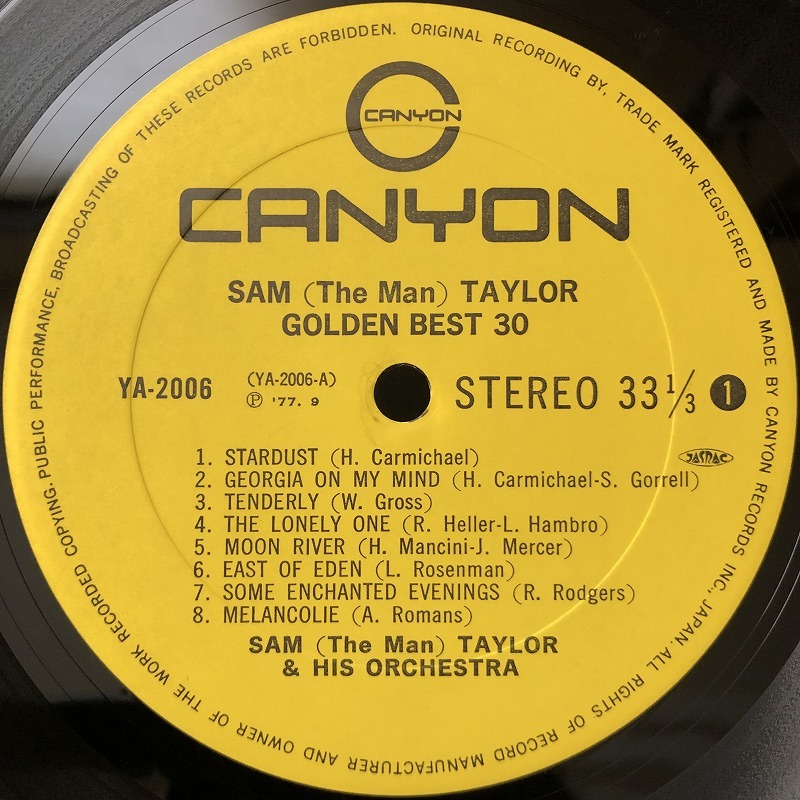 ORIGINAL RECORDING BY, TRADE MARK REGISTERED AND MADE BY CANYON RECORDS INC., JAPAN. ALL RIGHTS OF RECORD MANUFACTURER AND OWNER OF THE WORK RECORDED COPYING. PUBLIC PERFORMANCE, BROADCASTING OF THESE RECORDS ARE FORBIDDEN.
CANYON
CANYON
SAM (The Man) TAYLOR
GOLDEN BEST 30
YA-2006 (YA-2006-A) STEREO 33⅓ 1
Ⓟ '77. 9
1. STARDUST (H. Carmichael) JASRAC
2. GEORGIA ON MY MIND (H. Carmichael-S. Gorrell)
3. TENDERLY (W. Gross)
4. THE LONELY ONE (R. Heller-L. Hambro)
5. MOON RIVER (H. Mancini-J. Mercer)
6. EAST OF EDEN (L. Rosenman)
7. SOME ENCHANTED EVENINGS (R. Rodgers)
8. MELANCOLIE (A. Romans)
SAM (The Man) TAYLOR
& HIS ORCHESTRA